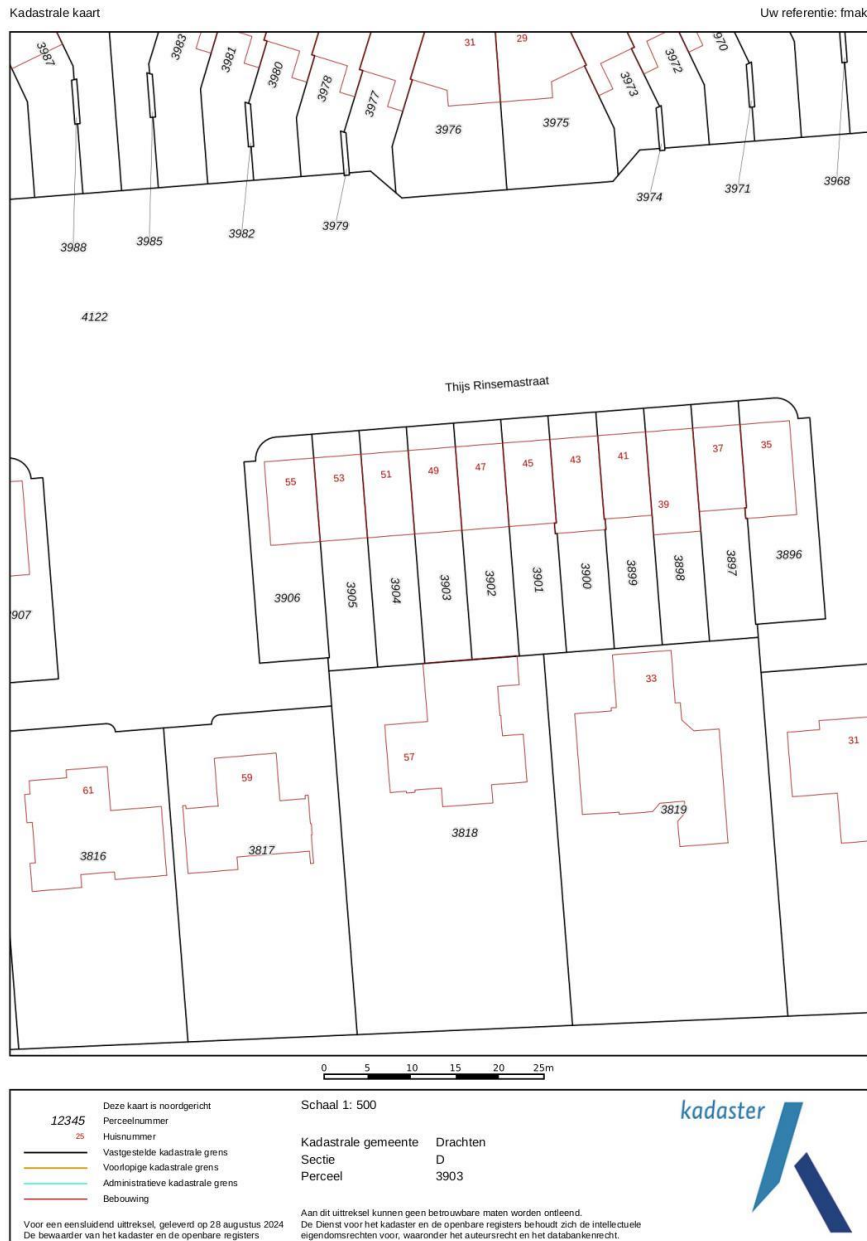 Kadastrale kaart
Uw referentie: fmak
3987
3983
3981
3980
3978
3977
31
29
3976
3975
3973
3972
970
3988
3985
3982
3979
3974
3971
3968
4122
Thijs Rinsemastraat
55
53
51
49
47
45
43
41
39
37
35
3906
3905
3904
3903
3902
3901
3900
3899
3898
3897
3896
907
61
59
57
33
31
3816
3817
3818
3819
0 5 10 15 20 25m
Deze kaart is noordgericht
12345 Perceelnummer
25 Huisnummer
Vastgestelde kadastrale grens
Voorlopige kadastrale grens
Administratieve kadastrale grens
Bebouwing
Voor een eensluidend uittreksel, geleverd op 28 augustus 2024
De bewaarder van het kadaster en de openbare registers
Schaal 1: 500
Kadastrale gemeente Drachten
Sectie D
Perceel 3903
Aan dit uittreksel kunnen geen betrouwbare maten worden ontleend.
De Dienst voor het kadaster en de openbare registers behoudt zich de intellectuele
eigendomsrechten voor, waaronder het auteursrecht en het databankenrecht.
kadaster